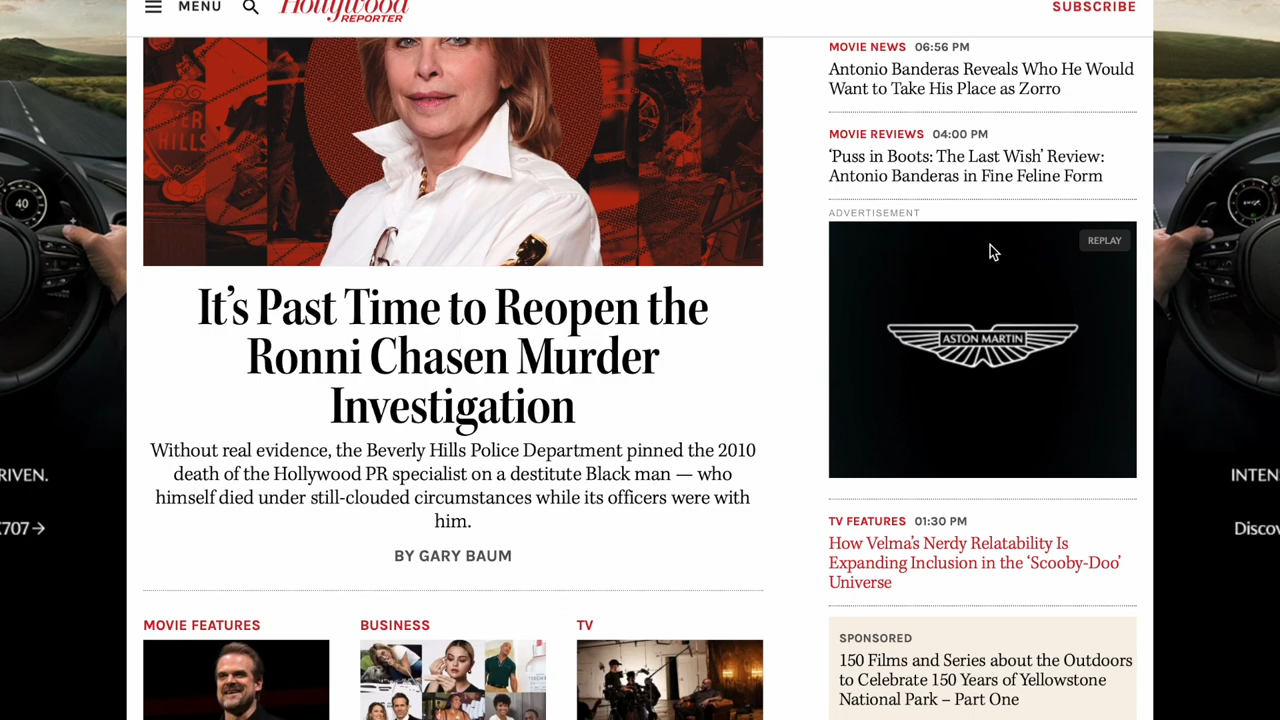 MENU
Hollywood
REPORTER
SUBSCRIBE
ER
HILLS
40
It's Past Time to Reopen the
Ronni Chasen Murder
Investigation
Without real evidence, the Beverly Hills Police Department pinned the 2010
death of the Hollywood PR specialist on a destitute Black man — who
himself died under still-clouded circumstances while its officers were with
him.
BY GARY BAUM
MOVIE FEATURES
BUSINESS
TV
MOVIE NEWS 06:56 PM
Antonio Banderas Reveals Who He Would
Want to Take His Place as Zorro
MOVIE REVIEWS 04:00 PM
‘Puss in Boots: The Last Wish’ Review:
Antonio Banderas in Fine Feline Form
ADVERTISEMENT
REPLAY
ASTON MARTIN
TV FEATURES 01:30 PM
How Velma’s Nerdy Relatability Is
Expanding Inclusion in the ‘Scooby-Doo’
Universe
SPONSORED
150 Films and Series about the Outdoors
to Celebrate 150 Years of Yellowstone
National Park – Part One
RIVEN.
707→
INTEN
Discov